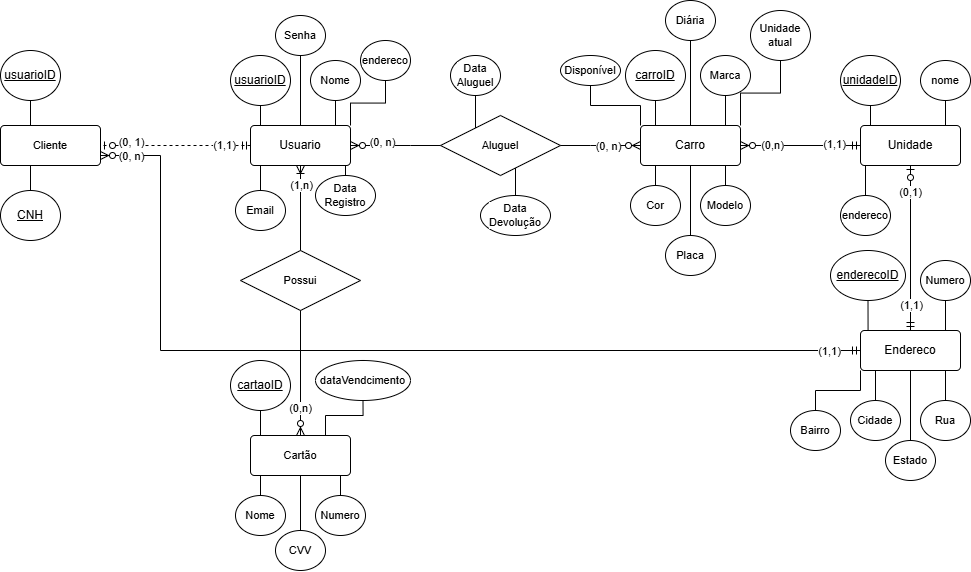 Diária
Senha
Unidade
atual
endereco
usuarioID
usuarioID
Nome
Data
Aluguel
Disponível
carroID
Marca
unidadeID
nome
Cliente
(0, 1)
(0, n)
(1,1)
Usuario
(0, n)
Aluguel
(0, n)
Carro
(0,n)
(1,1)
Unidade
(1,n)
Data
Registro
(0,1)
CNH
Email
Data
Devolução
Cor
Modelo
endereco
Placa
Possui
enderecoID
Numero
(1,1)
(1,1)
Endereco
cartaoID
dataVendcimento
(0,n)
Bairro
Cidade
Rua
Estado
Cartão
Nome
Numero
CVV